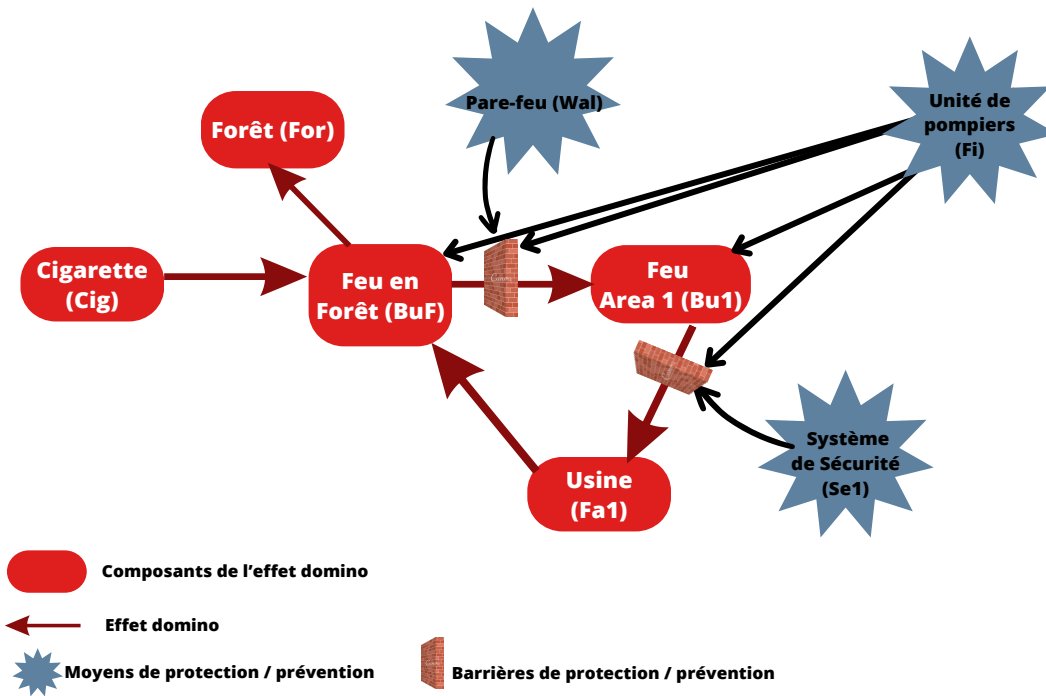 Pare-feu (Wal)
Unité de
pompiers
(Fi)
Forêt (For)
Cigarette
(Cig)
Feu en
Forêt (BuF)
Feu
Area 1 (Bu1)
Système
de Sécurité
(Se1)
Usine
(Fa1)
Composants de l’effet domino
Effet domino
Moyens de protection / prévention
Barrières de protection / prévention